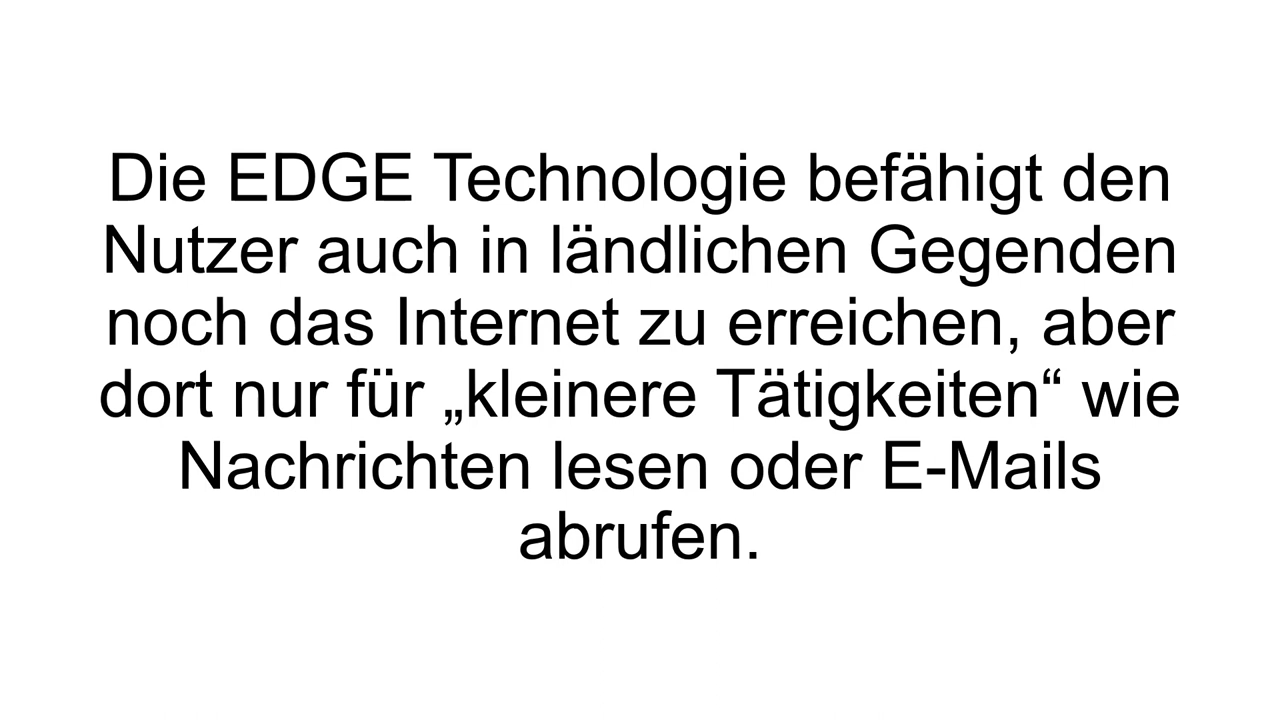 Die EDGE Technologie befähigt den
Nutzer auch in ländlichen Gegenden
noch das Internet zu erreichen, aber
dort nur für „kleinere Tätigkeiten“ wie
Nachrichten lesen oder E-Mails
abrufen.